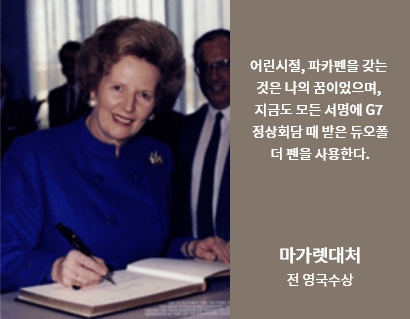 어린시절, 파카펜을 갖는
것은 나의 꿈이었으며,
지금도 모든 서명에 G7
정상회담 때 받은 듀오폴
더 펜을 사용한다.
마가렛대처
전 영국수상